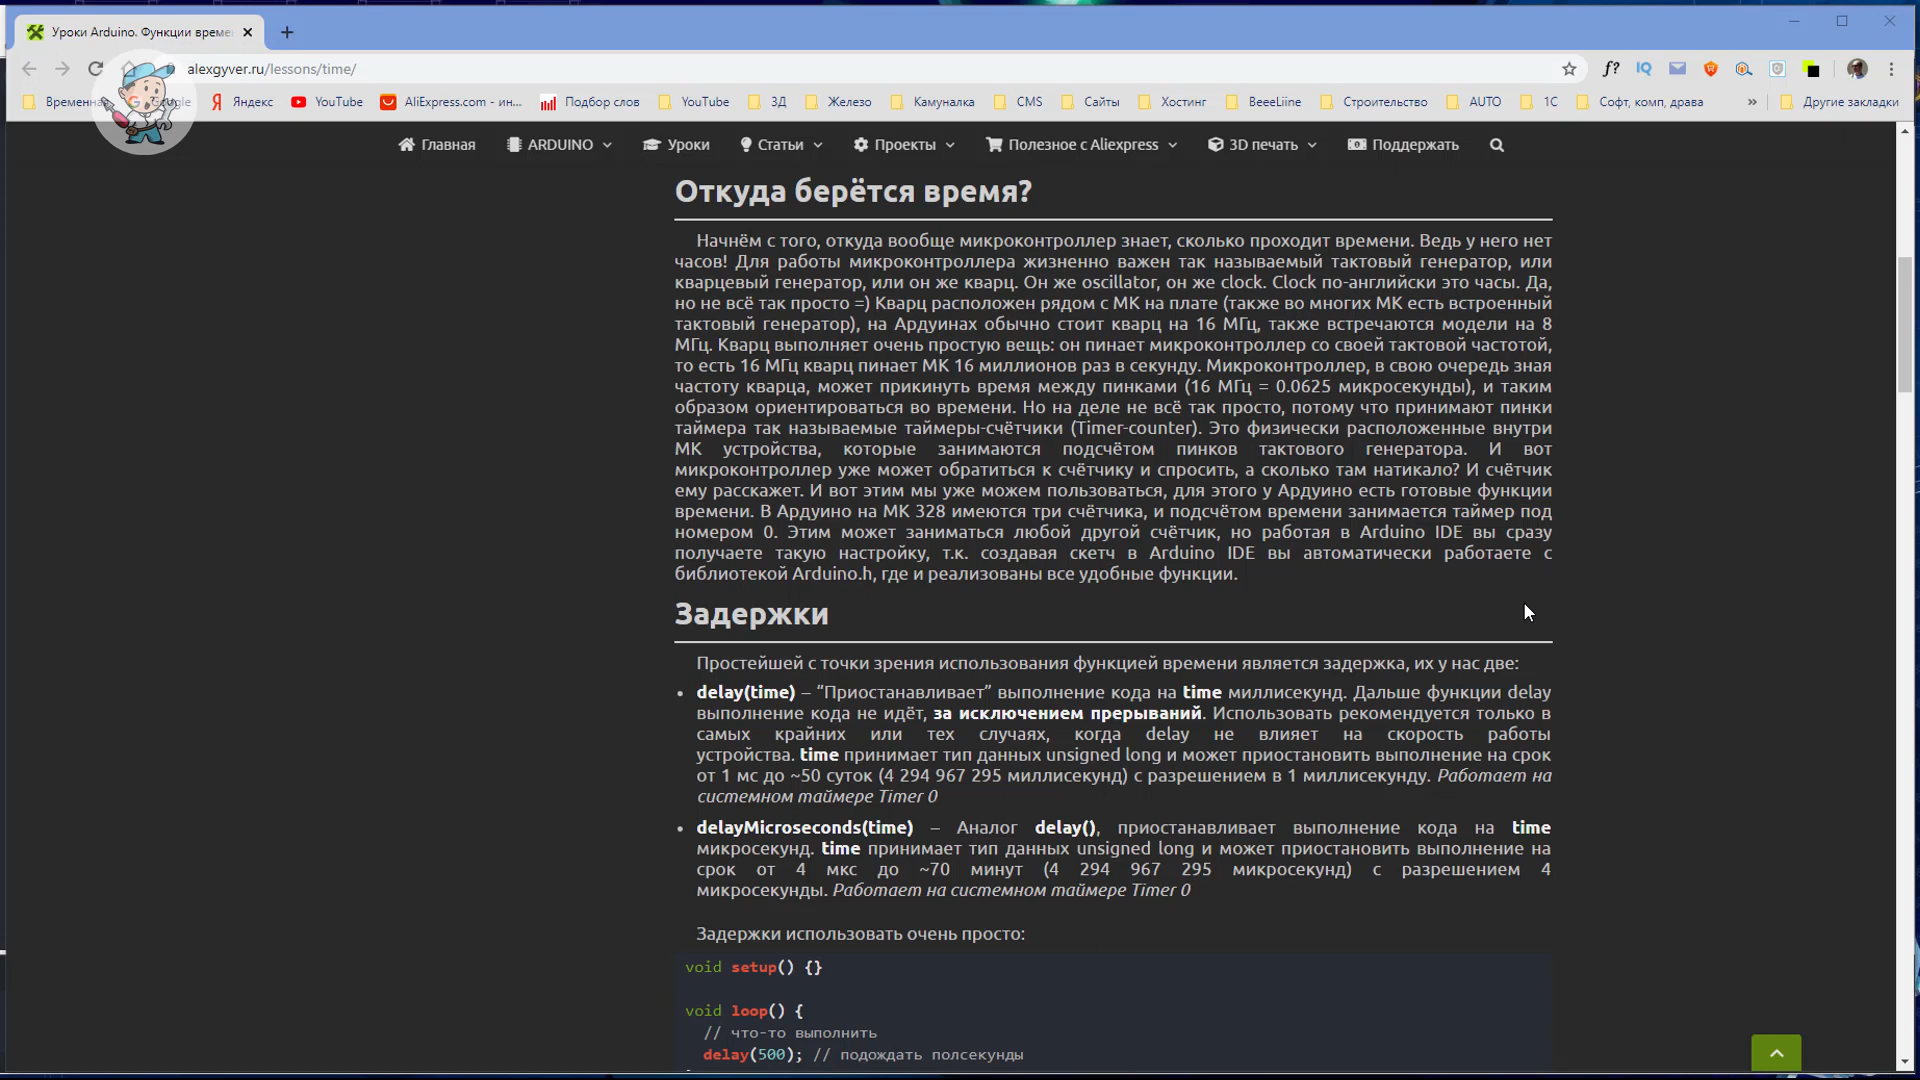 Уроки Arduino. Функции време
alexgyver.ru/lessons/time/
Google Яндекс YouTube AliExpress.com - ин... Подбор слов YouTube 3Д Железо Камуналка CMS Сайты Хостинг BeeeLiine Строительство AUTO 1С Софт, комп, драва » Другие закладки
Главная ARDUINO Уроки Статьи Проекты Полезное с Aliexpress 3D печать Поддержать
Откуда берётся время?
Начнём с того, откуда вообще микроконтроллер знает, сколько проходит времени. Ведь у него нет
часов! Для работы микроконтроллера жизненно важен так называемый тактовый генератор, или
кварцевый генератор, или он же кварц. Он же oscillator, он же clock. Clock по-английски это часы. Да,
но не всё так просто =) Кварц расположен рядом с МК на плате (также во многих МК есть встроенный
тактовый генератор), на Ардуинах обычно стоит кварц на 16 МГц, также встречаются модели на 8
МГц. Кварц выполняет очень простую вещь: он пинает микроконтроллер со своей тактовой частотой,
то есть 16 МГц кварц пинает МК 16 миллионов раз в секунду. Микроконтроллер, в свою очередь зная
частоту кварца, может прикинуть время между пинками (16 МГц = 0.0625 микросекунды), и таким
образом ориентироваться во времени. Но на деле не всё так просто, потому что принимают пинки
таймера так называемые таймеры-счётчики (Timer-counter). Это физически расположенные внутри
МК устройства, которые занимаются подсчётом пинков тактового генератора. И вот
микроконтроллер уже может обратиться к счётчику и спросить, а сколько там натикало? И счётчик
ему расскажет. И вот этим мы уже можем пользоваться, для этого у Ардуино есть готовые функции
времени. В Ардуино на МК 328 имеются три счётчика, и подсчётом времени занимается таймер под
номером 0. Этим может заниматься любой другой счётчик, но работая в Arduino IDE вы сразу
получаете такую настройку, т.к. создавая скетч в Arduino IDE вы автоматически работаете с
библиотекой Arduino.h, где и реализованы все удобные функции.
Задержки
Простейшей с точки зрения использования функцией времени является задержка, их у нас две:
• delay(time) – “Приостанавливает” выполнение кода на time миллисекунд. Дальше функции delay
выполнение кода не идёт, за исключением прерываний. Использовать рекомендуется только в
самых крайних или тех случаях, когда delay не влияет на скорость работы
устройства. time принимает тип данных unsigned long и может приостановить выполнение на срок
от 1 мс до ~50 суток (4 294 967 295 миллисекунд) с разрешением в 1 миллисекунду. Работает на
системном таймере Timer 0
• delayMicroseconds(time) – Аналог delay(), приостанавливает выполнение кода на time
микросекунд. time принимает тип данных unsigned long и может приостановить выполнение на
срок от 4 мкс до ~70 минут (4 294 967 295 микросекунд) с разрешением 4
микросекунды. Работает на системном таймере Timer 0
Задержки использовать очень просто:
void setup() {}
void loop() {
// что-то выполнить
delay(500); // подождать полсекунды